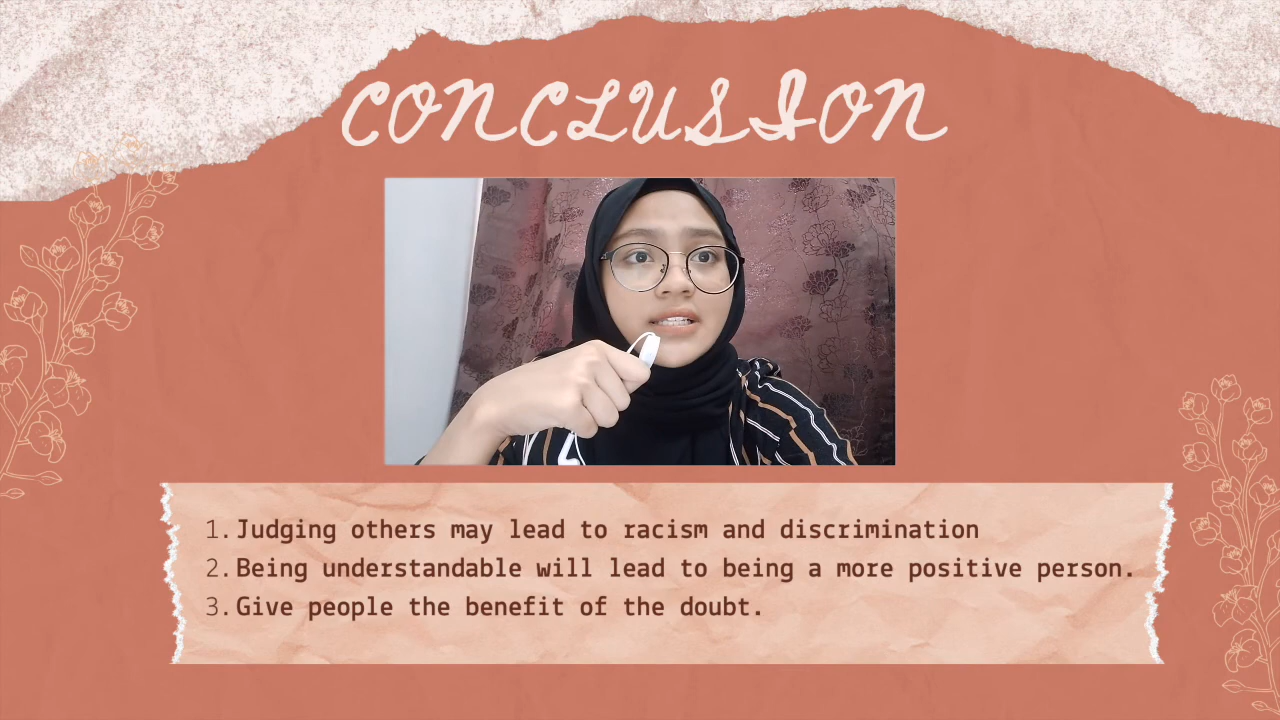 CONCLUSION
1. Judging others may lead to racism and discrimination
2. Being understandable will lead to being a more positive person.
3. Give people the benefit of the doubt.